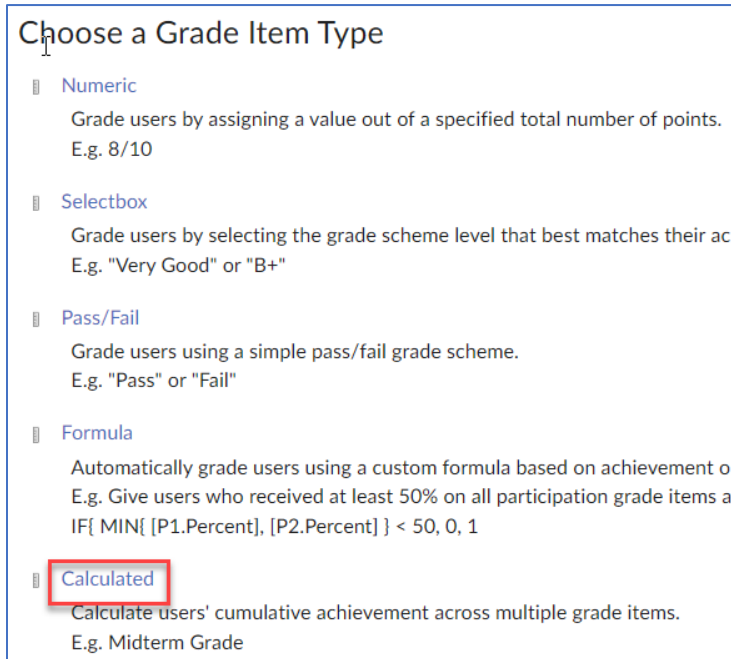 Choose a Grade Item Type
Numeric
Grade users by assigning a value out of a specified total number of points.
E.g. 8/10
Selectbox
Grade users by selecting the grade scheme level that best matches their ac
E.g. "Very Good" or "B+"
Pass/Fail
Grade users using a simple pass/fail grade scheme.
E.g. "Pass" or "Fail"
Formula
Automatically grade users using a custom formula based on achievement o
E.g. Give users who received at least 50% on all participation grade items a
IF{ MIN{ [P1.Percent], [P2.Percent] } < 50, 0, 1
Calculated
Calculate users' cumulative achievement across multiple grade items.
E.g. Midterm Grade